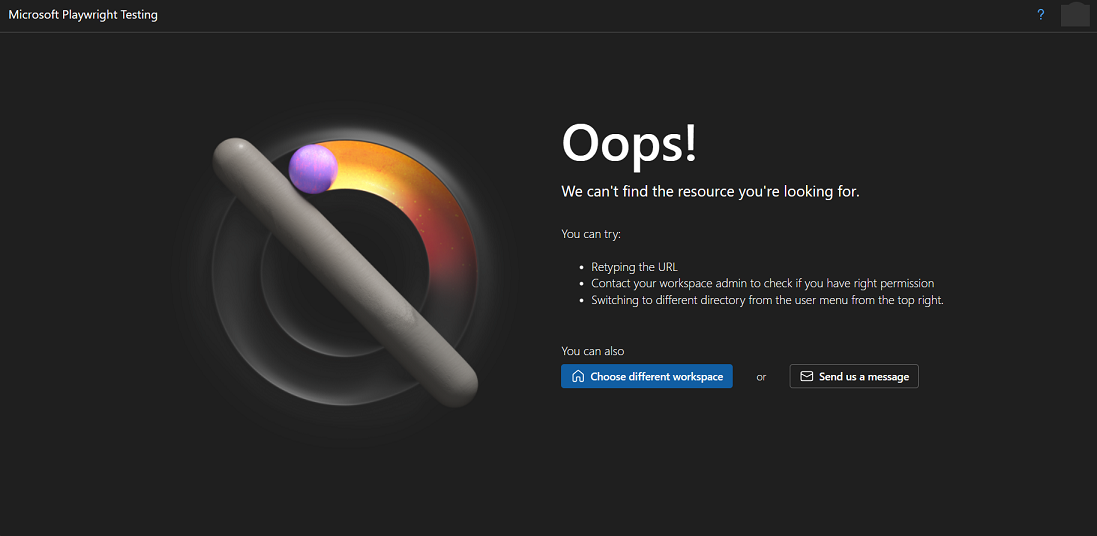 Microsoft Playwright Testing
?
Oops!
We can't find the resource you're looking for.
You can try:
• Retyping the URL
• Contact your workspace admin to check if you have right permission
• Switching to different directory from the user menu from the top right.
You can also
Choose different workspace or Send us a message